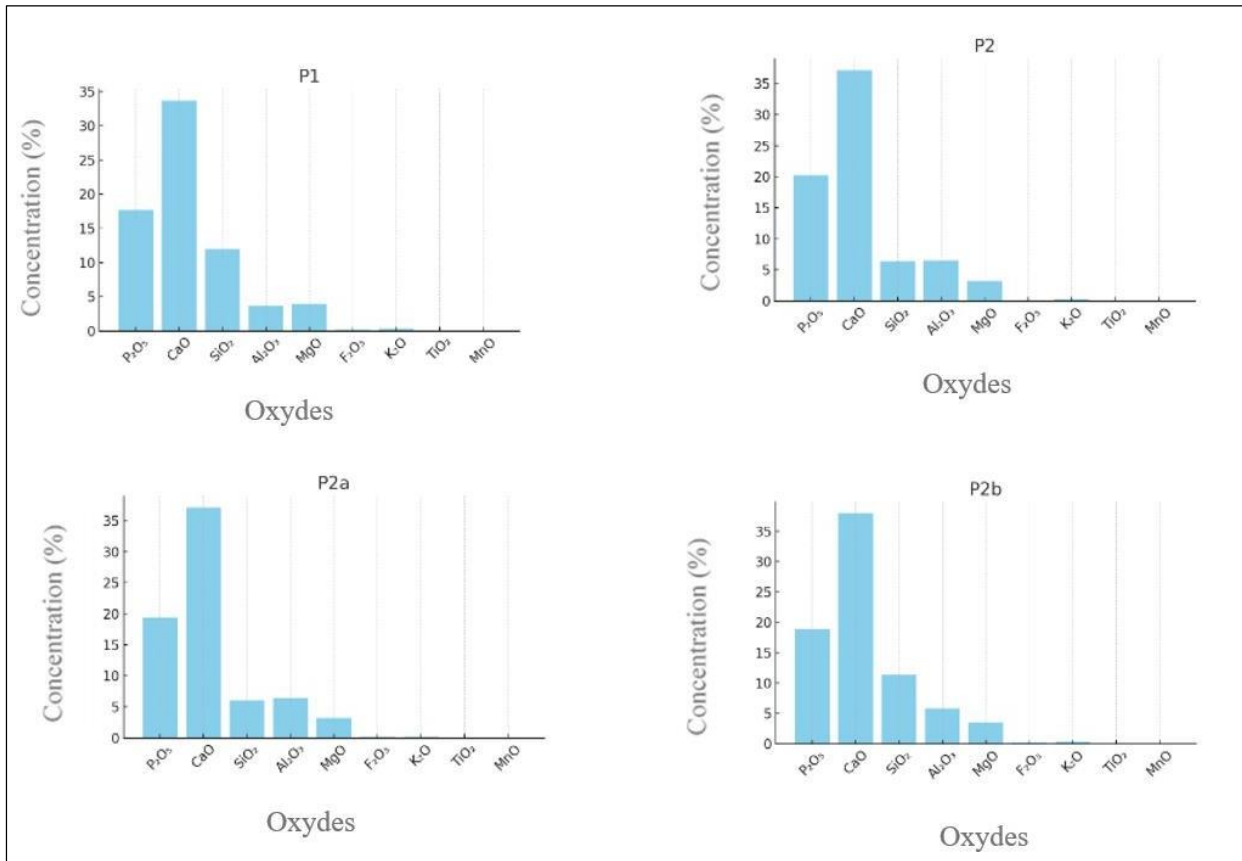 P1
Concentration (%)
35
30
25
20
15
10
5
0
P₂O₅ CaO SiO₂ Al₂O₃ MgO F₂O₃ K₂O TiO₂ MnO
Oxydes
P2
Concentration (%)
35
30
25
20
15
10
5
0
P₂O₅ CaO SiO₂ Al₂O₃ MgO F₂O₃ K₂O TiO₂ MnO
Oxydes
P2a
Concentration (%)
35
30
25
20
15
10
5
0
P₂O₅ CaO SiO₂ Al₂O₃ MgO F₂O₃ K₂O TiO₂ MnO
Oxydes
P2b
Concentration (%)
35
30
25
20
15
10
5
0
P₂O₅ CaO SiO₂ Al₂O₃ MgO F₂O₃ K₂O TiO₂ MnO
Oxydes